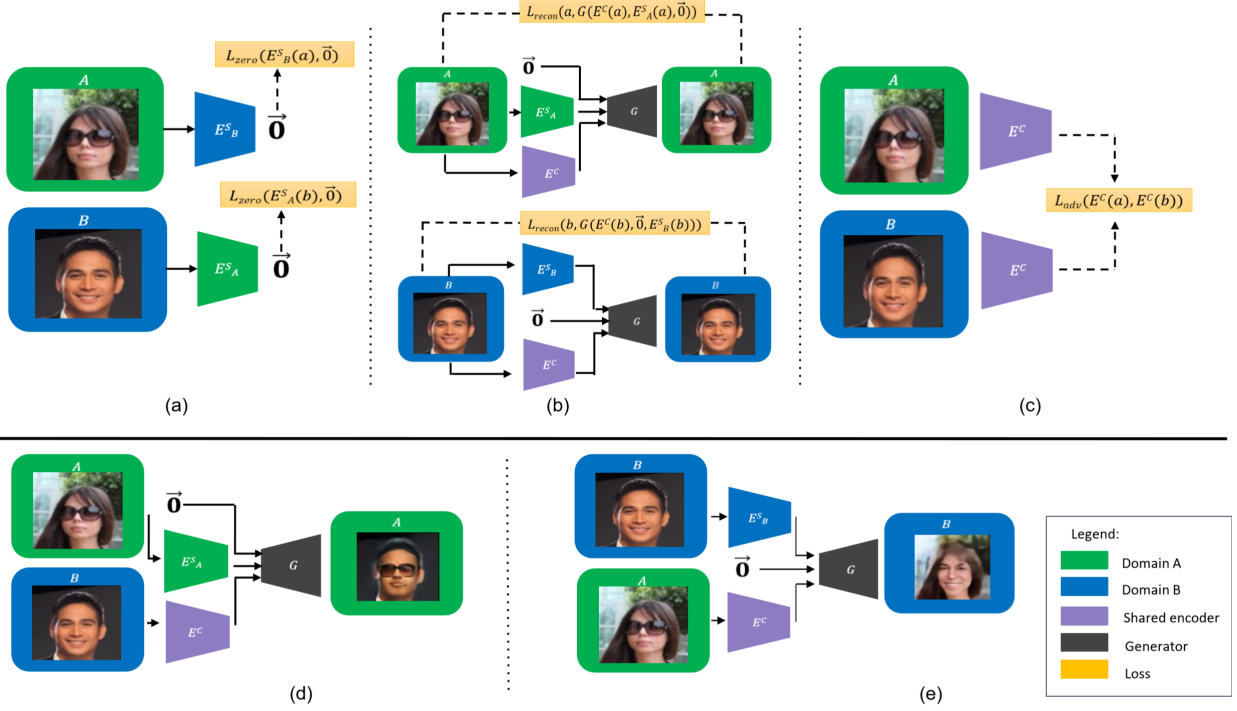 L_zero(E^S_B(a), 0⃗)
A
E^S_B
0⃗
L_zero(E^S_A(b), 0⃗)
B
E^S_A
0⃗
(a)
L_recon(a, G(E^C(a), E^S_A(a), 0⃗))
A
0⃗
E^S_A
G
A
E^C
L_recon(b, G(E^C(b), 0⃗, E^S_B(b)))
E^S_B
B
0⃗
G
B
E^C
(b)
A
E^C
L_adv(E^C(a), E^C(b))
B
E^C
(c)
A
0⃗
E^S_A
G
A
B
E^C
(d)
B
E^S_B
0⃗
G
B
A
E^C
(e)
Legend:
Domain A
Domain B
Shared encoder
Generator
Loss